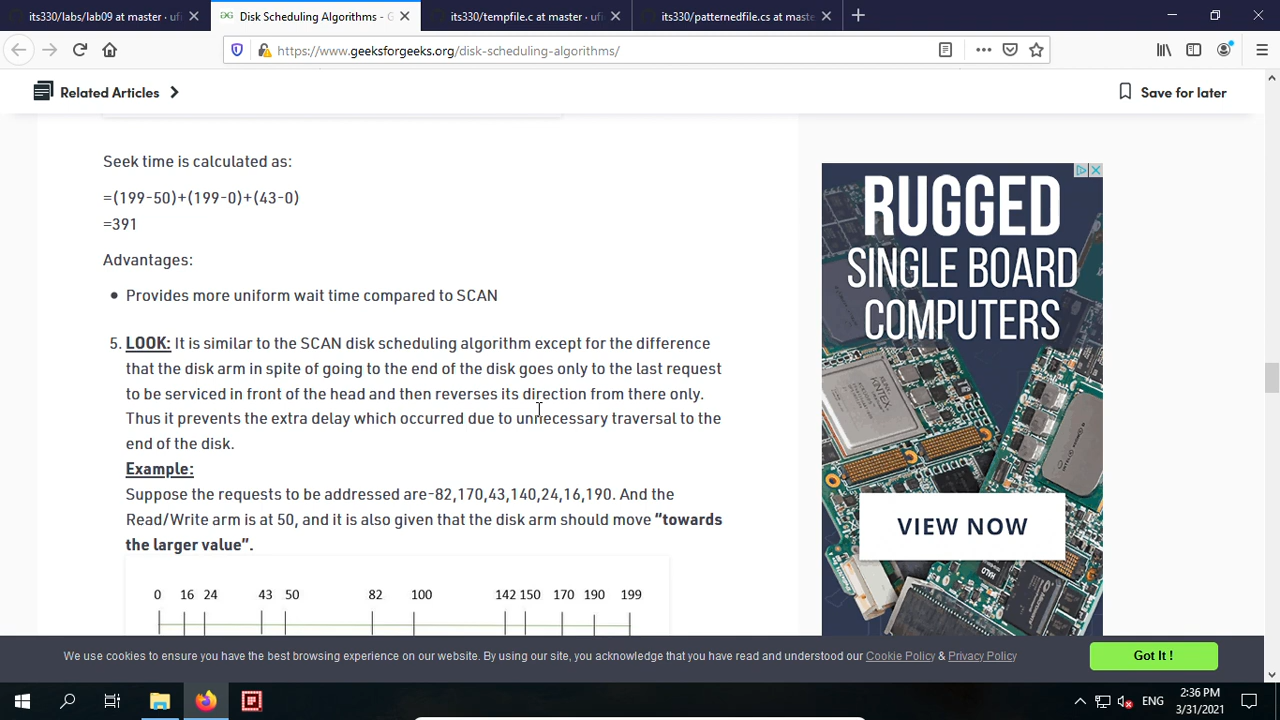 its330/labs/lab09 at master · ufi
Disk Scheduling Algorithms - G
its330/tempfile.c at master · ufi
its330/patternedfile.cs at maste
https://www.geeksforgeeks.org/disk-scheduling-algorithms/
Related Articles
Save for later
Seek time is calculated as:
=(199-50)+(199-0)+(43-0)
=391
Advantages:
• Provides more uniform wait time compared to SCAN
5. LOOK: It is similar to the SCAN disk scheduling algorithm except for the difference
that the disk arm in spite of going to the end of the disk goes only to the last request
to be serviced in front of the head and then reverses its direction from there only.
Thus it prevents the extra delay which occurred due to unnecessary traversal to the
end of the disk.
Example:
Suppose the requests to be addressed are-82,170,43,140,24,16,190. And the
Read/Write arm is at 50, and it is also given that the disk arm should move “towards
the larger value”.
0 16 24 43 50 82 100 142 150 170 190 199
RUGGED
SINGLE BOARD
COMPUTERS
VIEW NOW
We use cookies to ensure you have the best browsing experience on our website. By using our site, you acknowledge that you have read and understood our Cookie Policy & Privacy Policy
Got It !
ENG
2:36 PM
3/31/2021